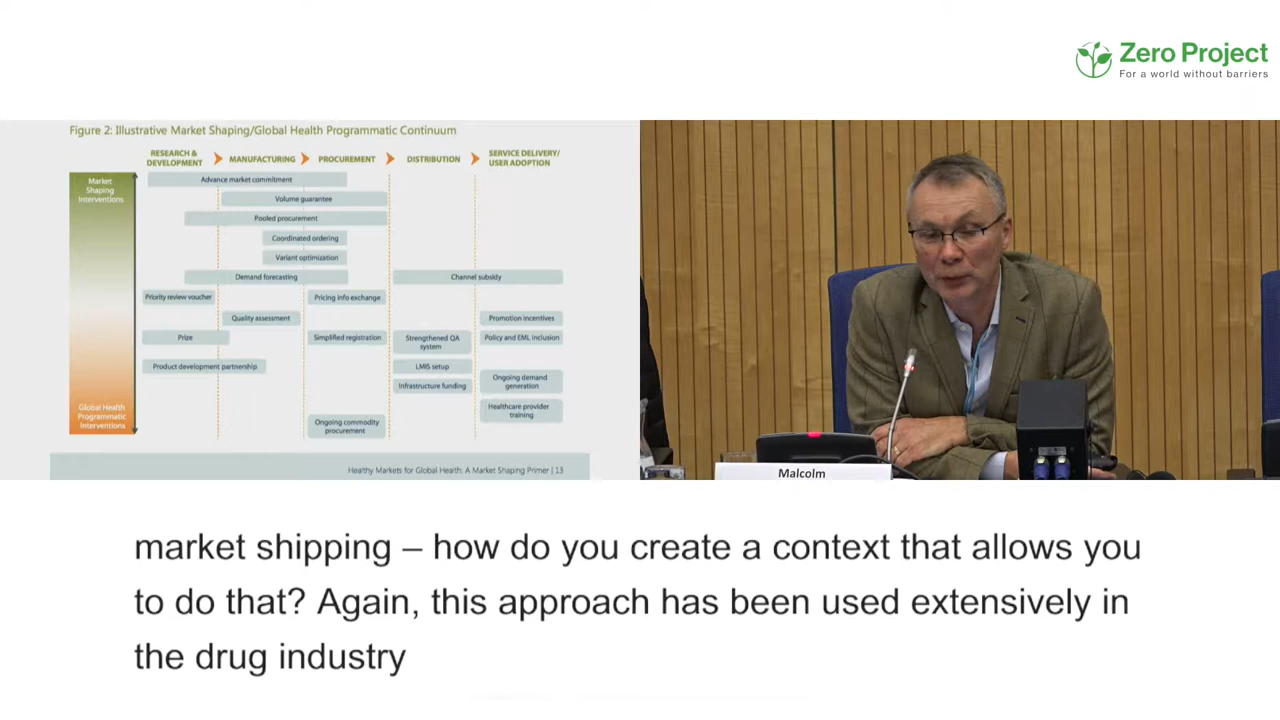 Zero Project
For a world without barriers
Figure 2: Illustrative Market Shaping/Global Health Programmatic Continuum
RESEARCH &
DEVELOPMENT
MANUFACTURING
PROCUREMENT
DISTRIBUTION
SERVICE DELIVERY/
USER ADOPTION
Market
Shaping
Interventions
Advance market commitment
Volume guarantee
Pooled procurement
Coordinated ordering
Variant optimization
Demand forecasting
Channel subsidy
Priority review voucher
Pricing info exchange
Quality assessment
Promotion incentives
Prize
Simplified registration
Strengthened QA
system
Policy and EML inclusion
Product development partnership
LMIS setup
Infrastructure funding
Ongoing demand
generation
Global Health
Programmatic
Interventions
Healthcare provider
training
Ongoing commodity
procurement
Healthy Markets for Global Health: A Market Shaping Primer | 13
Malcolm
market shipping – how do you create a context that allows you
to do that? Again, this approach has been used extensively in
the drug industry